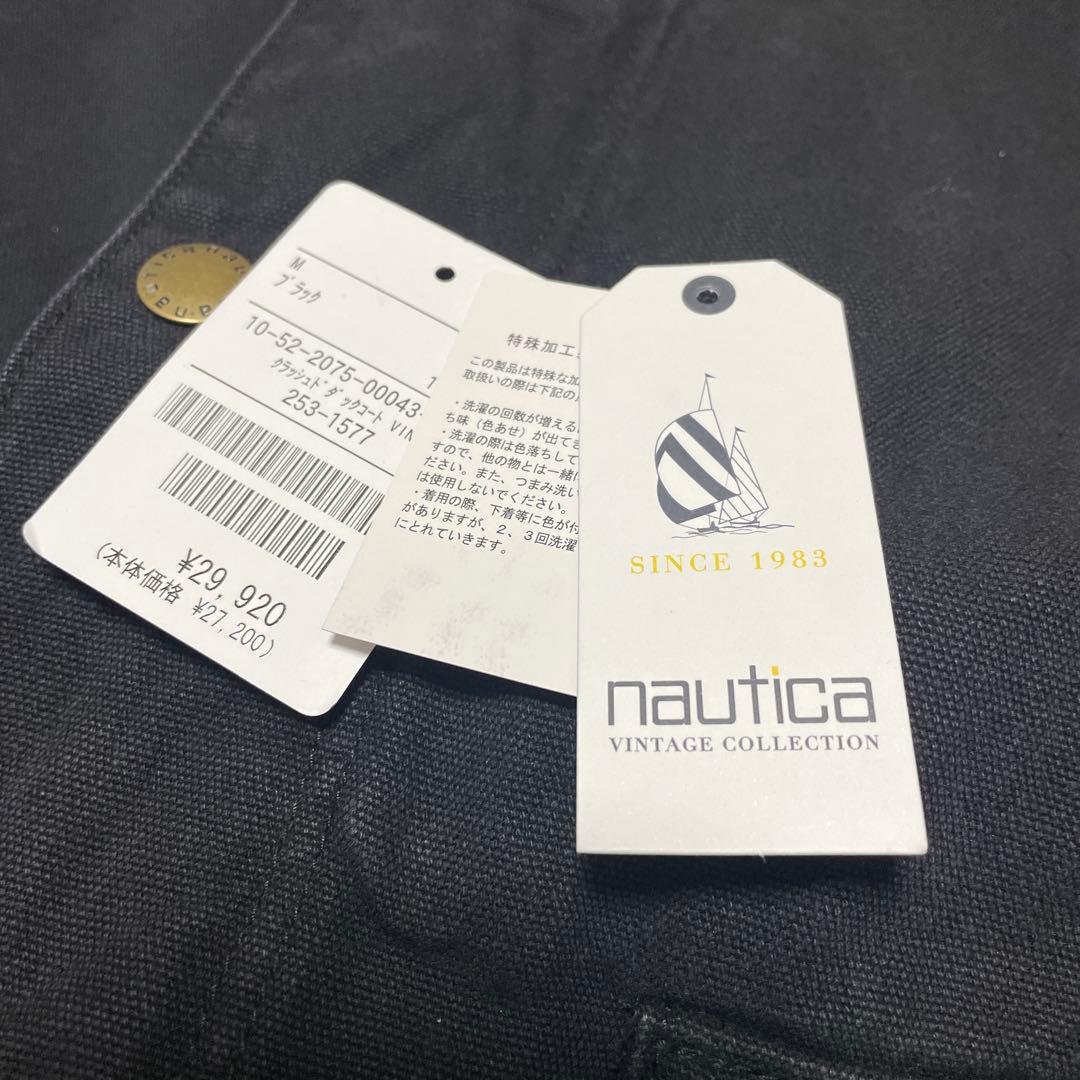 M
ブラック
10-52-2075-00043-
クラッシュドダックコート VIN
253-1577
¥29,920
(本体価格 ¥27,200)
特殊加工
この製品は特殊な加
取扱いの際は下記の
・洗濯の回数が増える
ち味(色あせ)が出てき
・洗濯の際は色落ちして
すので、他の物とは一緒に
ださい。また、つまみ洗い
は使用しないでください。
・着用の際、下着等に色が付
がありますが、2、3回洗濯
にとれていきます。
SINCE 1983
nautica
VINTAGE COLLECTION